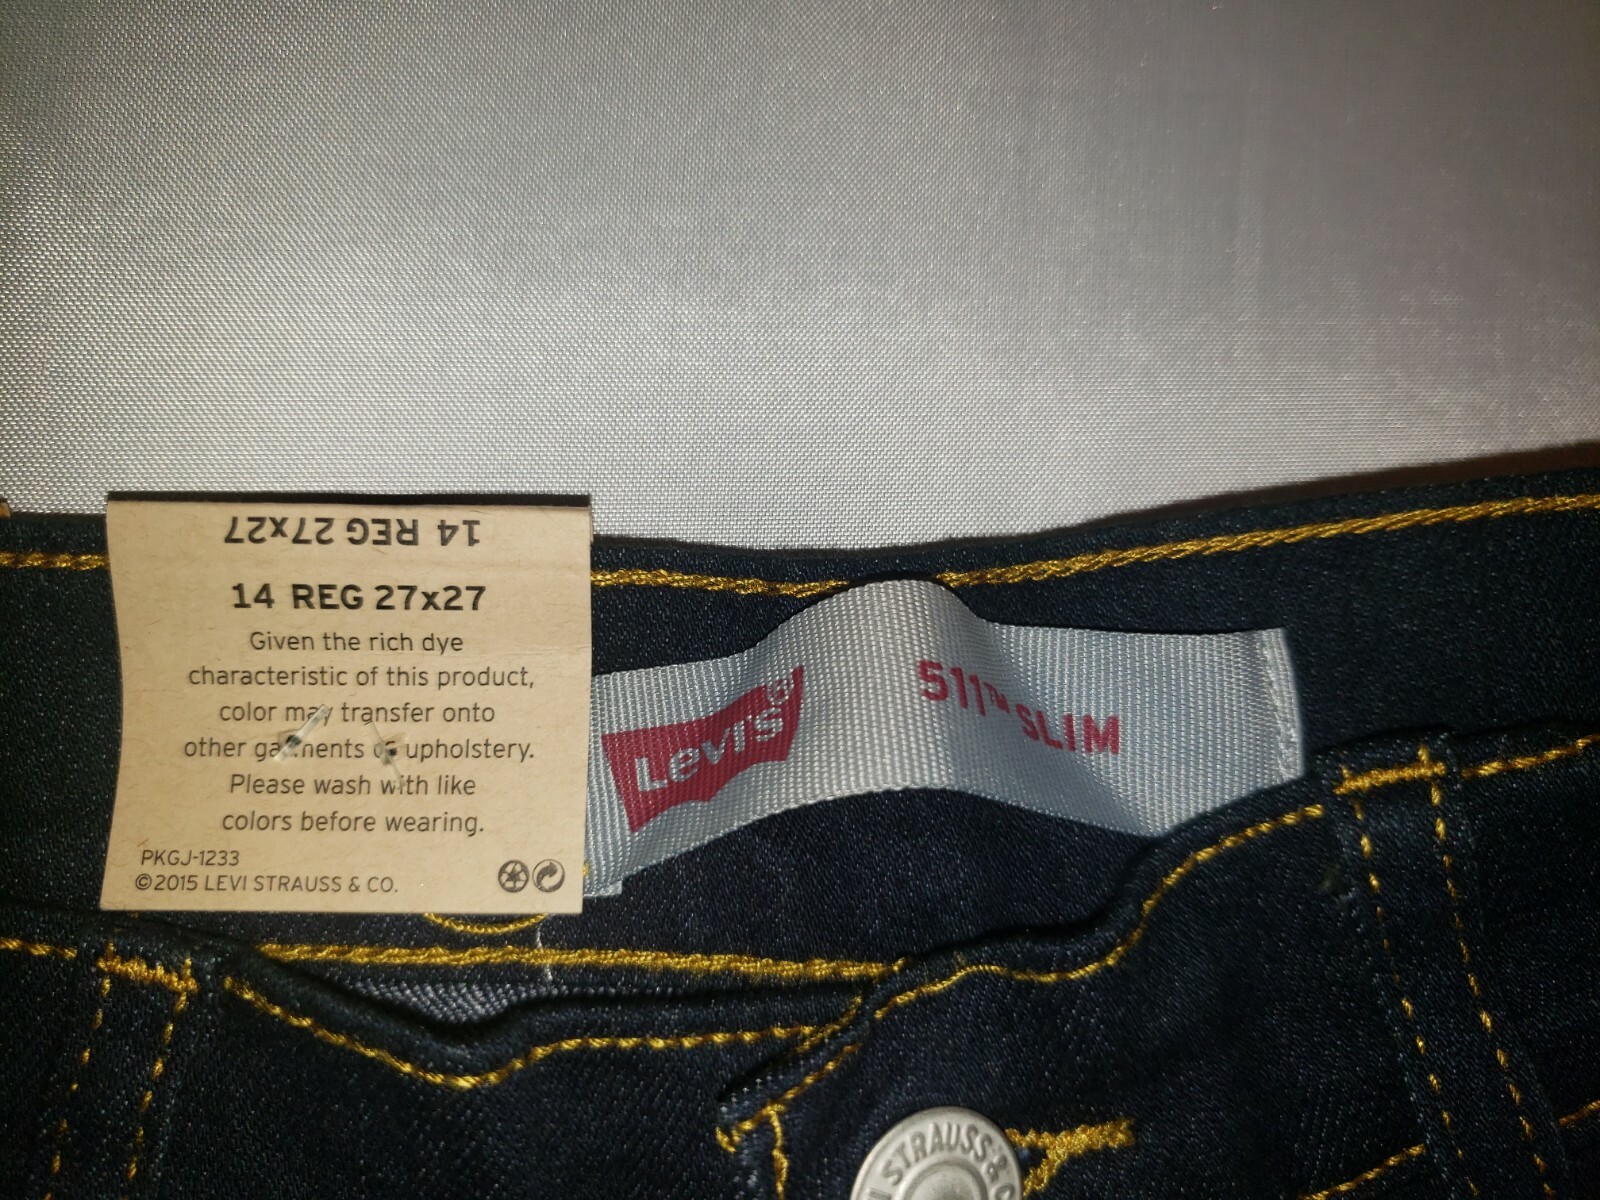 14 REG 27x27
14 REG 27x27
Given the rich dye
characteristic of this product,
color may transfer onto
other garments or upholstery.
Please wash with like
colors before wearing.
PKGJ-1233
©2015 LEVI STRAUSS & CO.
Levi's®
511™ SLIM
STRAUSS &